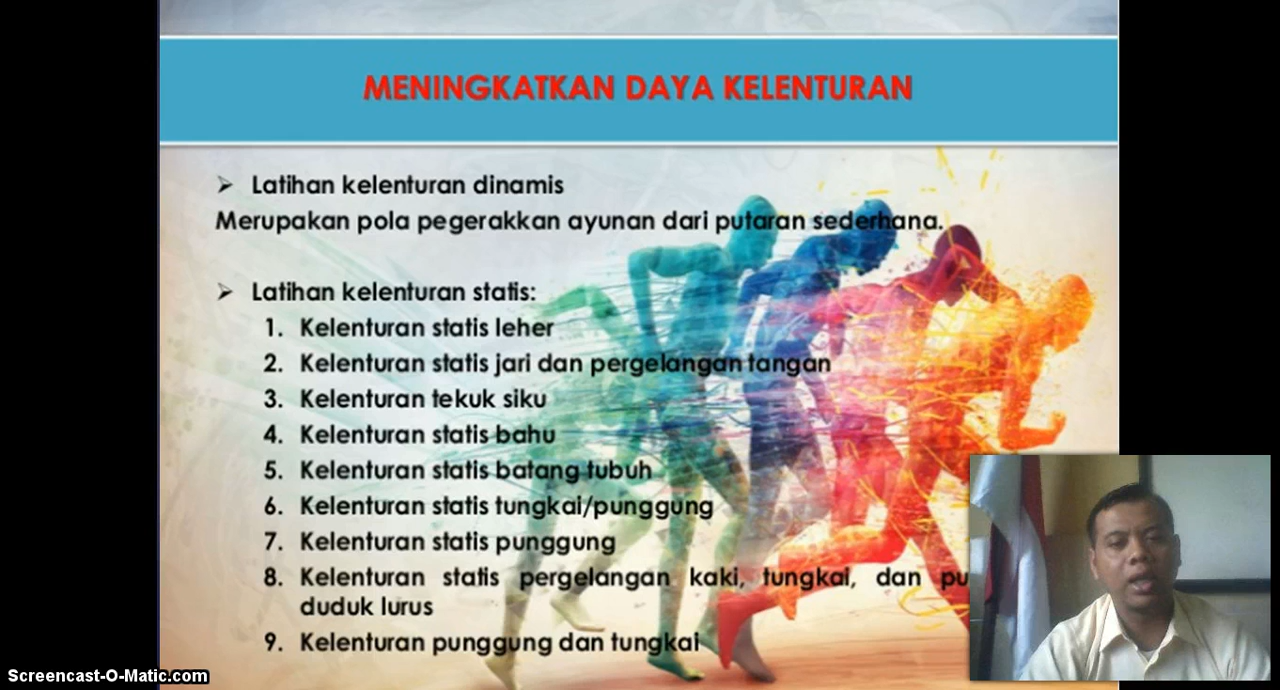 MENINGKATKAN DAYA KELENTURAN
➢ Latihan kelenturan dinamis
Merupakan pola pegerakkan ayunan dari putaran sederhana.
➢ Latihan kelenturan statis:
1. Kelenturan statis leher
2. Kelenturan statis jari dan pergelangan tangan
3. Kelenturan tekuk siku
4. Kelenturan statis bahu
5. Kelenturan statis batang tubuh
6. Kelenturan statis tungkai/punggung
7. Kelenturan statis punggung
8. Kelenturan statis pergelangan kaki, tungkai, dan
duduk lurus
9. Kelenturan punggung dan tungkai
Screencast-O-Matic.com